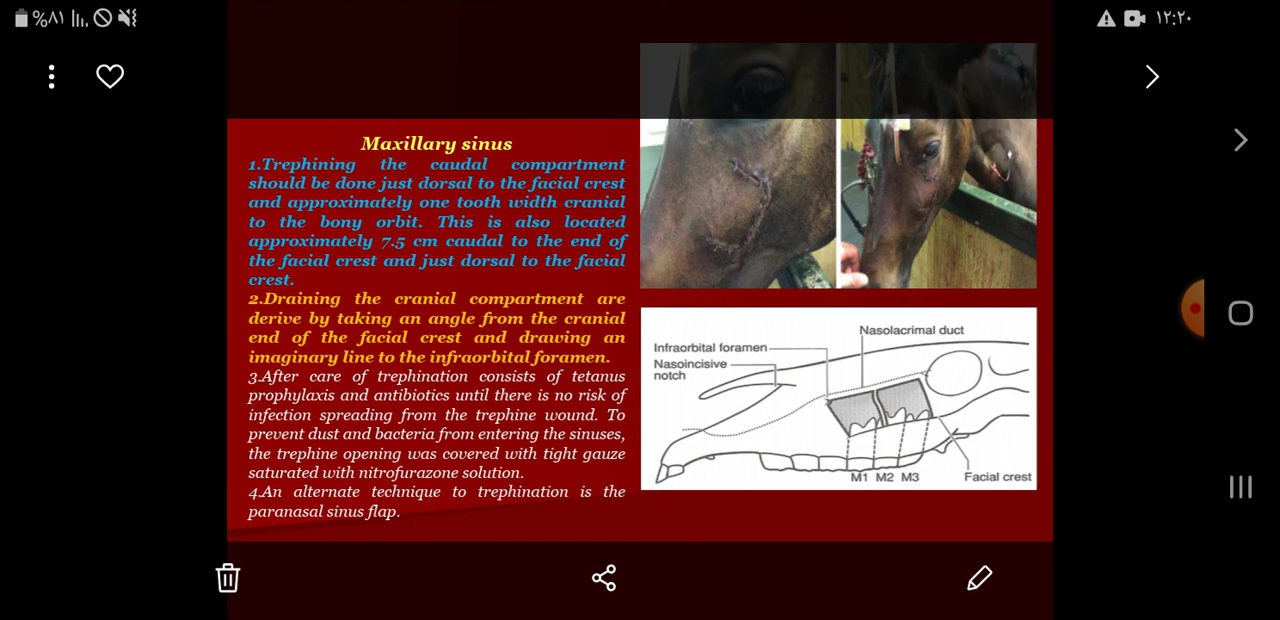 %٨١
١٢:٢٠
Maxillary sinus
1.Trephining the caudal compartment
should be done just dorsal to the facial crest
and approximately one tooth width cranial
to the bony orbit. This is also located
approximately 7.5 cm caudal to the end of
the facial crest and just dorsal to the facial
crest.
2.Draining the cranial compartment are
derive by taking an angle from the cranial
end of the facial crest and drawing an
imaginary line to the infraorbital foramen.
3.After care of trephination consists of tetanus
prophylaxis and antibiotics until there is no risk of
infection spreading from the trephine wound. To
prevent dust and bacteria from entering the sinuses,
the trephine opening was covered with tight gauze
saturated with nitrofurazone solution.
4.An alternate technique to trephination is the
paranasal sinus flap.
Nasolacrimal duct
Infraorbital foramen
Nasoincisive
notch
M1 M2 M3
Facial crest